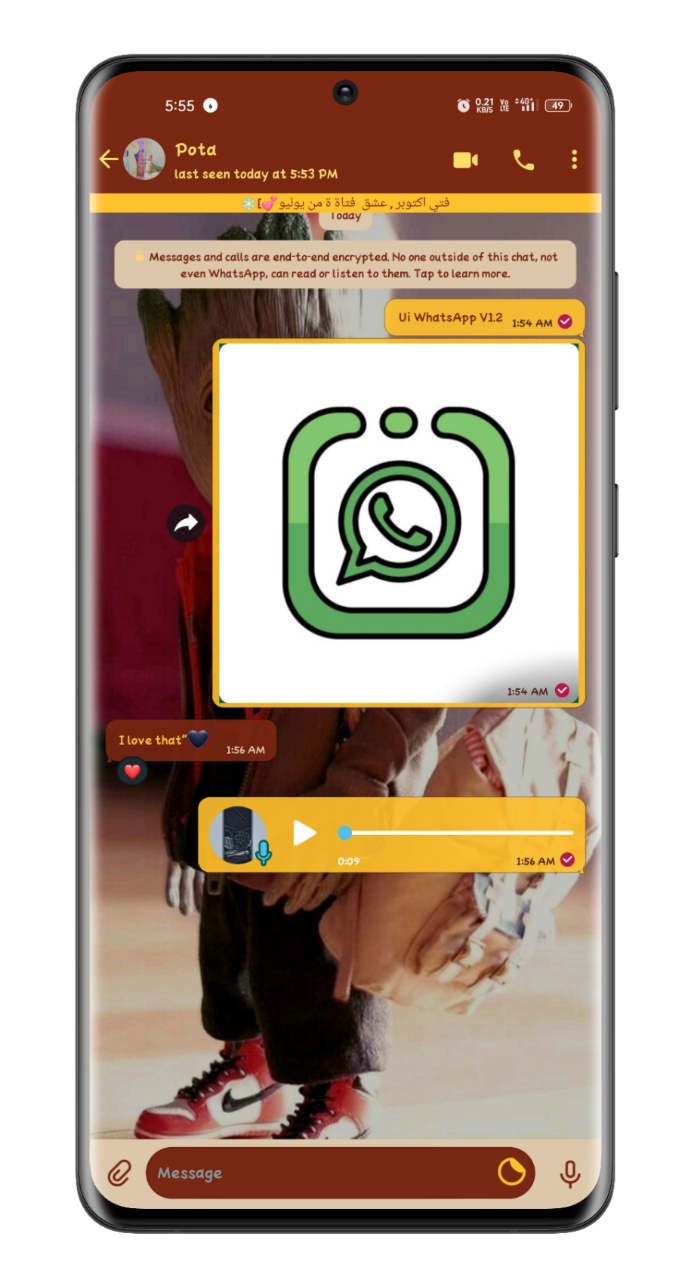 5:55
0.21 KB/S Vo LTE 4G+ 49
Pota
last seen today at 5:53 PM
فتي اكتوبر , عشق فتاة ة من يوليو 💕]❄️
Today
Messages and calls are end-to-end encrypted. No one outside of this chat, not
even WhatsApp, can read or listen to them. Tap to learn more.
Ui WhatsApp V1.2 1:54 AM
1:54 AM
I love that"🖤 1:56 AM
❤️
0:09 1:56 AM
Message